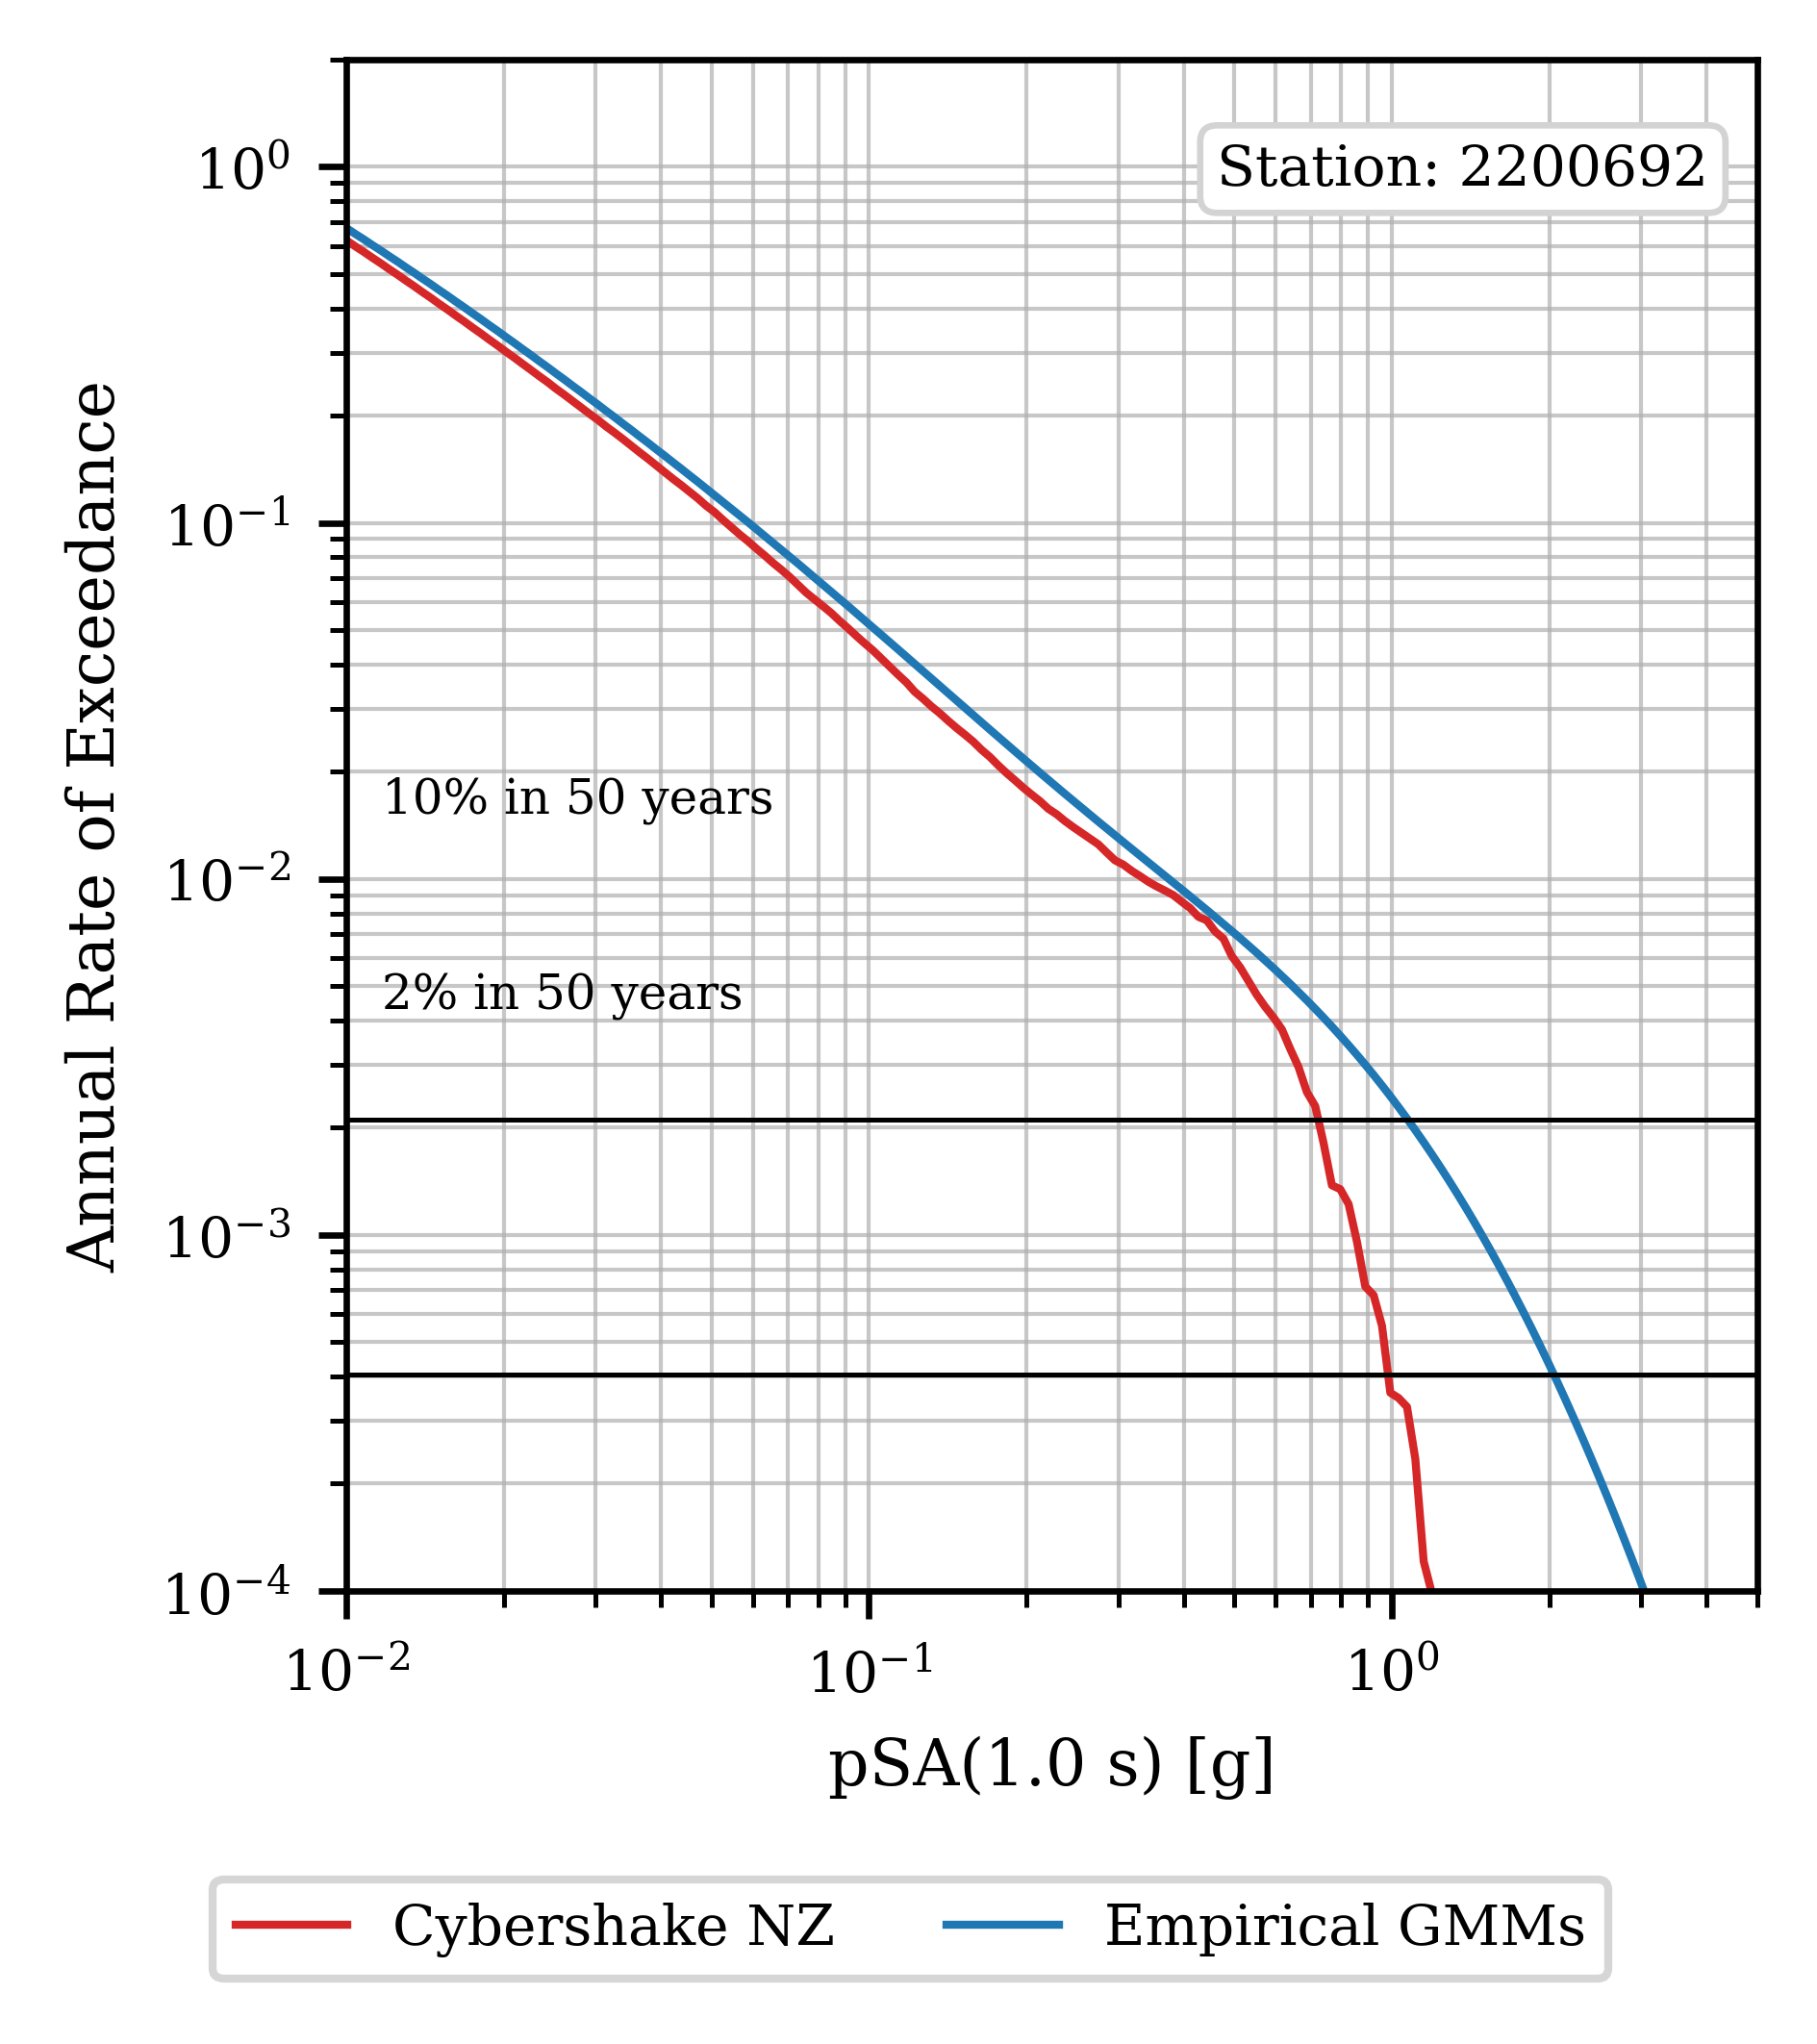 Station: 2200692
Annual Rate of Exceedance
10⁰
10⁻¹
10⁻²
10⁻³
10⁻⁴
10% in 50 years
2% in 50 years
10⁻²
10⁻¹
10⁰
pSA(1.0 s) [g]
Cybershake NZ
Empirical GMMs